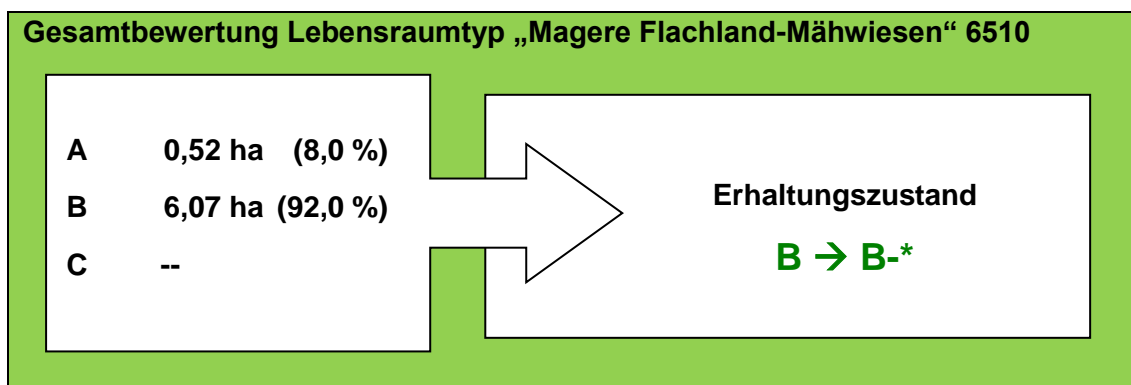 Gesamtbewertung Lebensraumtyp „Magere Flachland-Mähwiesen“ 6510
A 0,52 ha (8,0 %)
B 6,07 ha (92,0 %)
C --
Erhaltungszustand
B → B-*